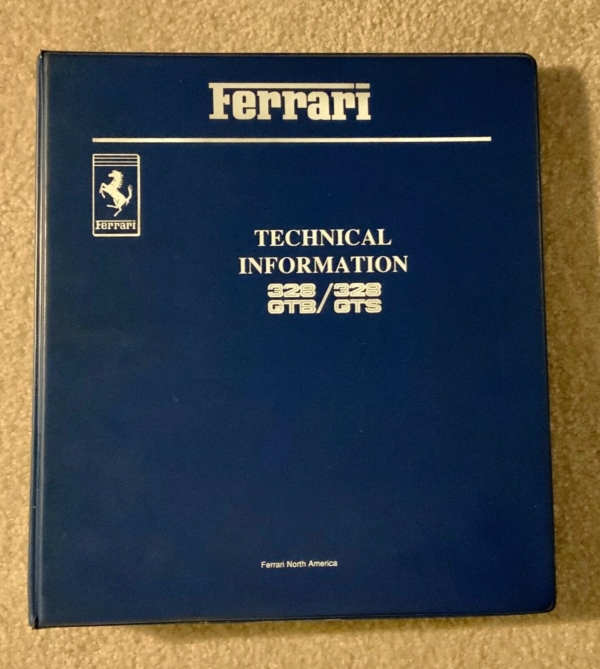 Ferrari
Ferrari
TECHNICAL
INFORMATION
328 / 328
GTB / GTS
Ferrari North America